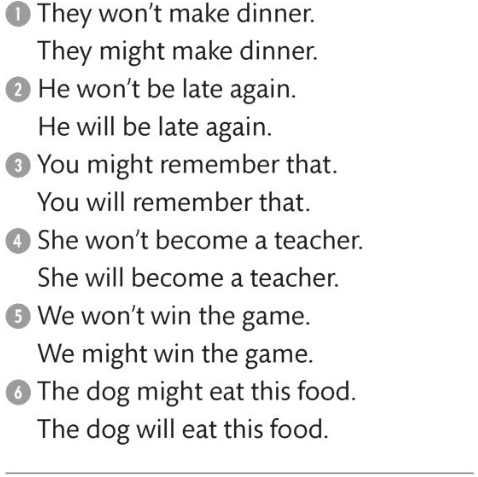 1 They won't make dinner.
They might make dinner.
2 He won't be late again.
He will be late again.
3 You might remember that.
You will remember that.
4 She won't become a teacher.
She will become a teacher.
5 We won't win the game.
We might win the game.
6 The dog might eat this food.
The dog will eat this food.